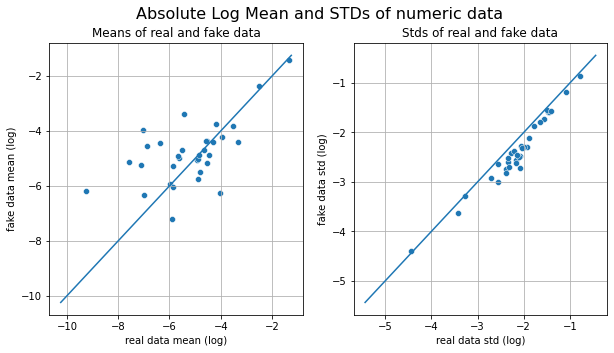 Absolute Log Mean and STDs of numeric data
Means of real and fake data
Stds of real and fake data
fake data mean (log)
−2
−4
−6
−8
−10
−10
−8
−6
−4
−2
real data mean (log)
fake data std (log)
−1
−2
−3
−4
−5
−5
−4
−3
−2
−1
real data std (log)